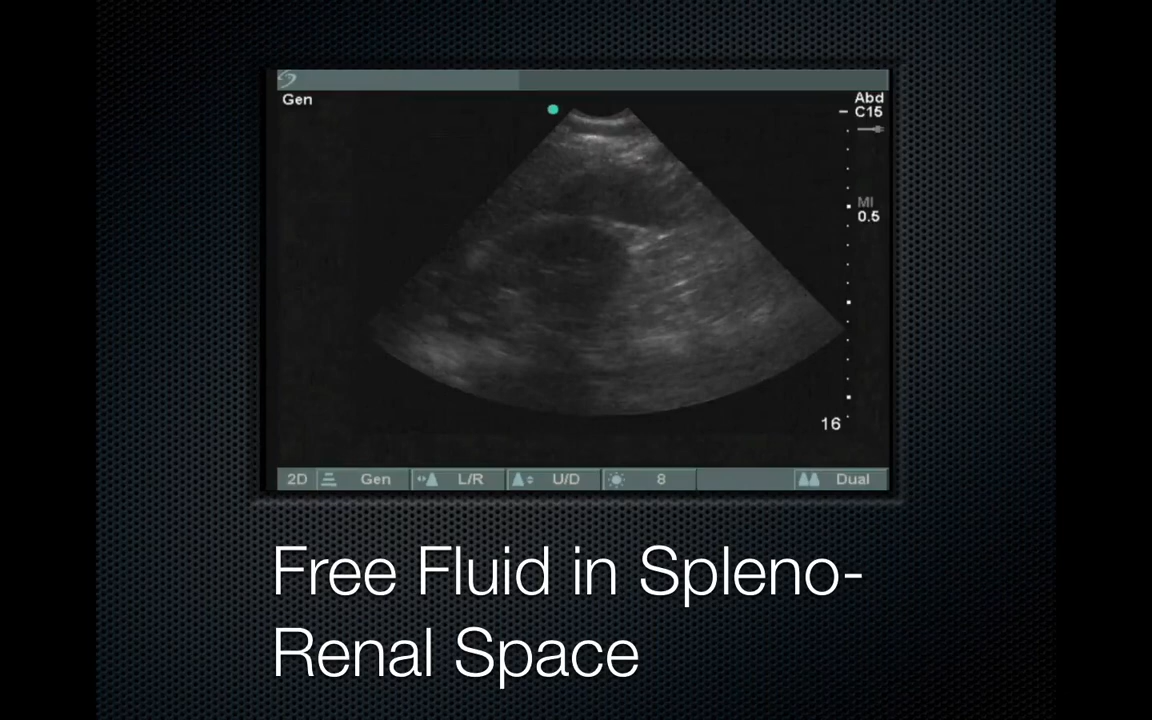 Gen
Abd
C15
MI
0.5
16
2D Gen L/R U/D 8 Dual
Free Fluid in Spleno-
Renal Space